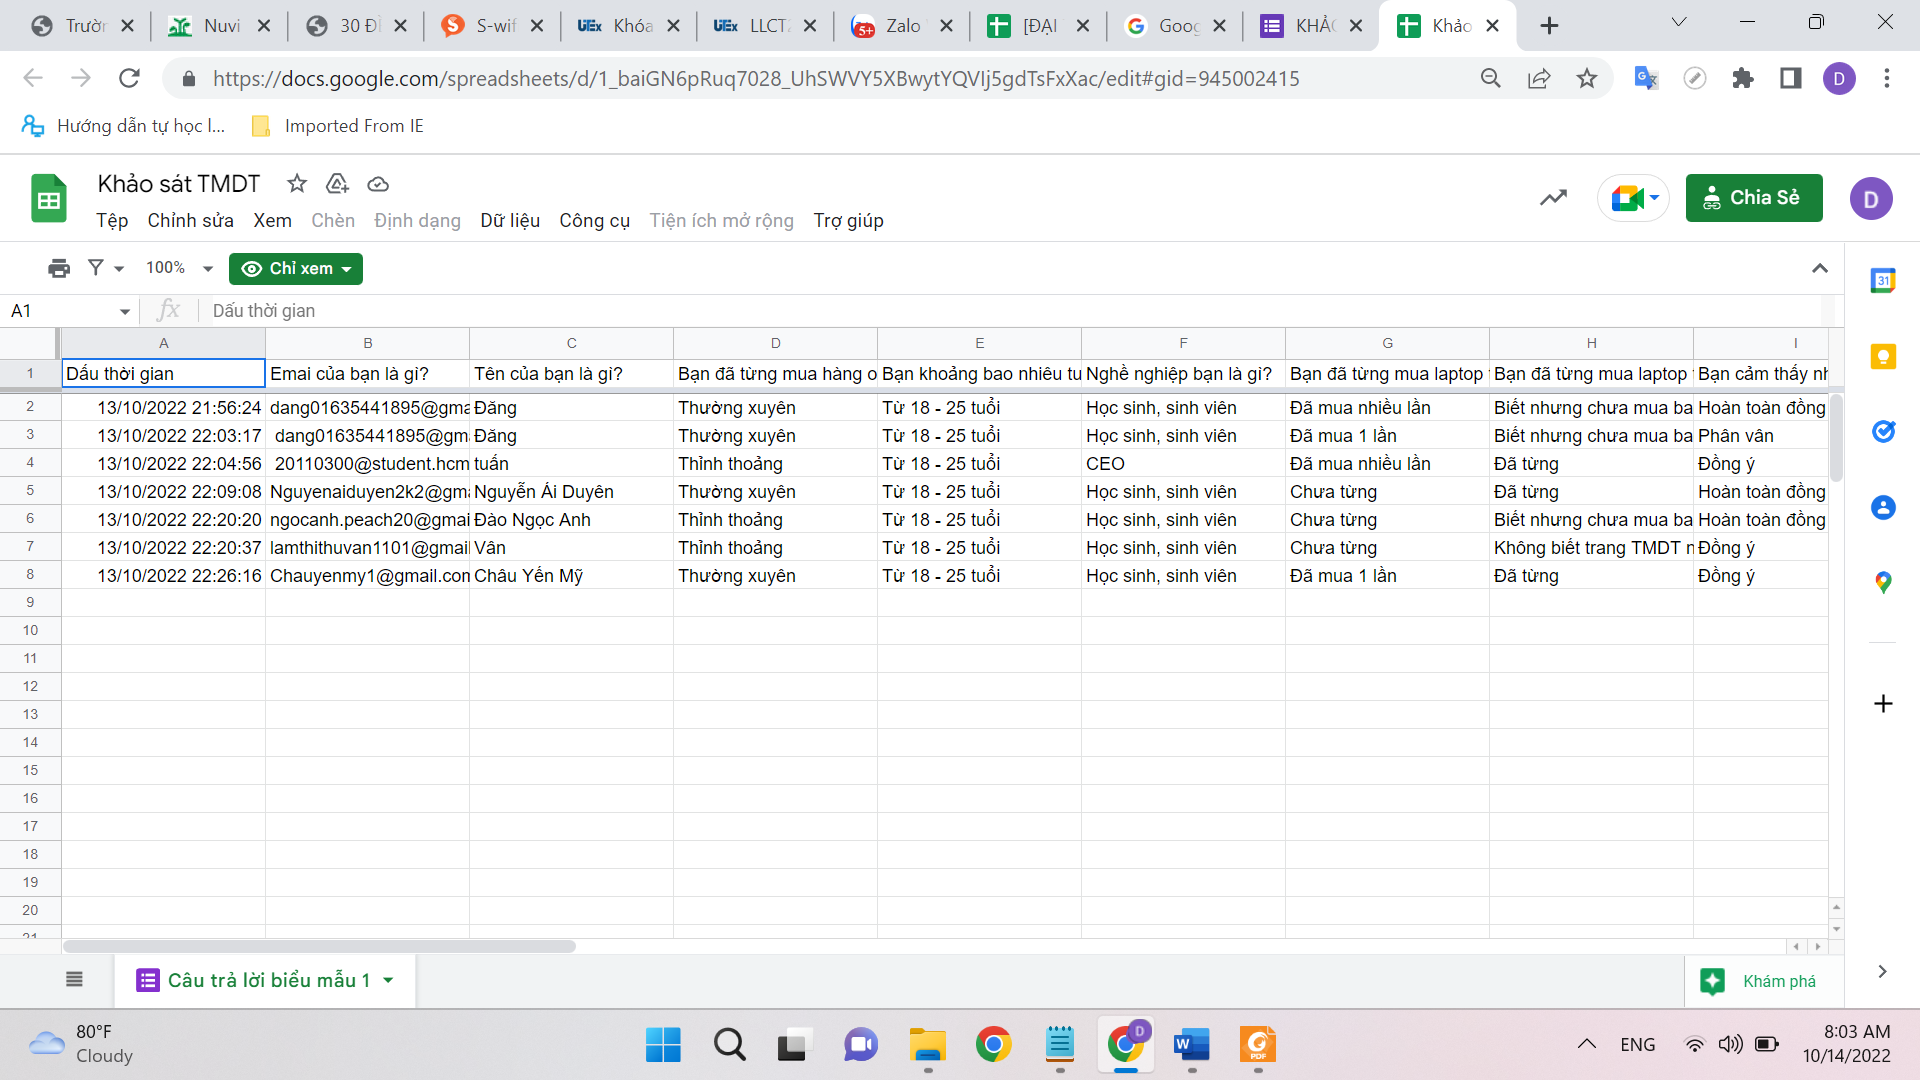 Trườn
Nuvi
30 ĐỀ
S-wif
UEx Khóa
UEx LLCT
5+ Zalo
[ĐẠI
Goog
KHẢO
Khảo
https://docs.google.com/spreadsheets/d/1_baiGN6pRuq7028_UhSWVY5XBwytYQVIj5gdTsFxXac/edit#gid=945002415
D
Hướng dẫn tự học l...
Imported From IE
Khảo sát TMDT
Tệp Chỉnh sửa Xem Chèn Định dạng Dữ liệu Công cụ Tiện ích mở rộng Trợ giúp
Chia Sẻ
D
100%
Chỉ xem
31
A1 fx Dấu thời gian
A B C D E F G H I
1 Dấu thời gian Emai của bạn là gì? Tên của bạn là gì? Bạn đã từng mua hàng o Bạn khoảng bao nhiêu tu Nghề nghiệp bạn là gì? Bạn đã từng mua laptop Bạn đã từng mua laptop Bạn cảm thấy nh
2 13/10/2022 21:56:24 dang01635441895@gma Đăng Thường xuyên Từ 18 - 25 tuổi Học sinh, sinh viên Đã mua nhiều lần Biết nhưng chưa mua ba Hoàn toàn đồng
3 13/10/2022 22:03:17 dang01635441895@gm Đăng Thường xuyên Từ 18 - 25 tuổi Học sinh, sinh viên Đã mua 1 lần Biết nhưng chưa mua ba Phân vân
4 13/10/2022 22:04:56 20110300@student.hcm tuấn Thỉnh thoảng Từ 18 - 25 tuổi CEO Đã mua nhiều lần Đã từng Đồng ý
5 13/10/2022 22:09:08 Nguyenaiduyen2k2@gma Nguyễn Ái Duyên Thường xuyên Từ 18 - 25 tuổi Học sinh, sinh viên Chưa từng Đã từng Hoàn toàn đồng
6 13/10/2022 22:20:20 ngocanh.peach20@gmai Đào Ngọc Anh Thỉnh thoảng Từ 18 - 25 tuổi Học sinh, sinh viên Chưa từng Biết nhưng chưa mua ba Hoàn toàn đồng
7 13/10/2022 22:20:37 lamthithuvan1101@gmai Vân Thỉnh thoảng Từ 18 - 25 tuổi Học sinh, sinh viên Chưa từng Không biết trang TMDT n Đồng ý
8 13/10/2022 22:26:16 Chauyenmy1@gmail.com Châu Yến Mỹ Thường xuyên Từ 18 - 25 tuổi Học sinh, sinh viên Đã mua 1 lần Đã từng Đồng ý
9
10
11
12
13
14
15
16
17
18
19
20
21
Câu trả lời biểu mẫu 1
Khám phá
80°F
Cloudy
D
W
PDF
ENG
8:03 AM
10/14/2022